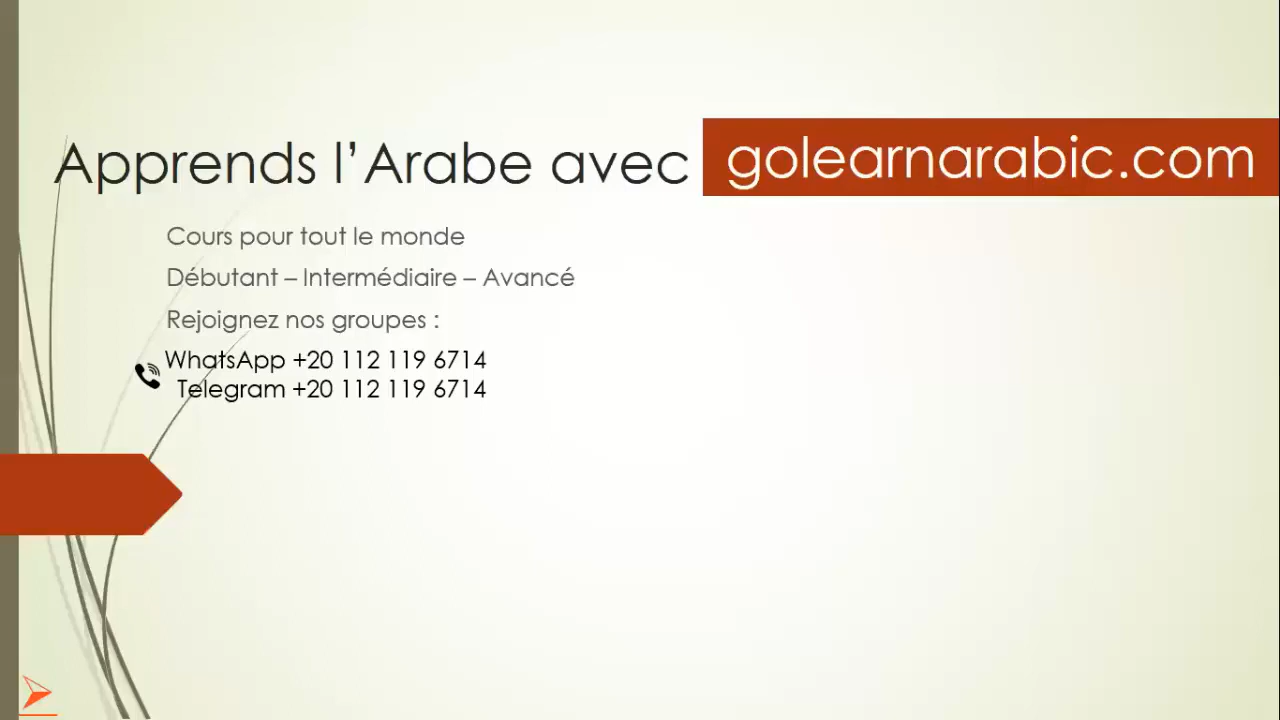 Apprends l’Arabe avec golearnarabic.com
Cours pour tout le monde
Débutant – Intermédiaire – Avancé
Rejoignez nos groupes :
WhatsApp +20 112 119 6714
Telegram +20 112 119 6714